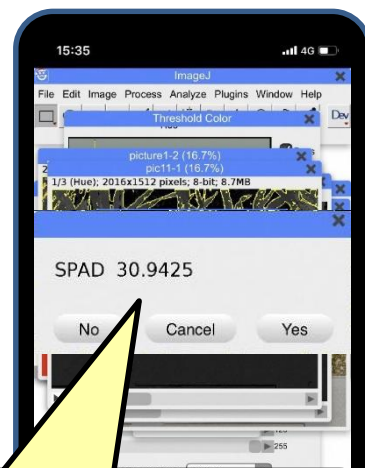 15:35
4G
ImageJ
File Edit Image Process Analyze Plugins Window Help
Dev
Threshold Color
picture1-2 (16.7%)
pic11-1 (16.7%)
1/3 (Hue); 2016x1512 pixels; 8-bit; 8.7MB
SPAD 30.9425
No Cancel Yes
255